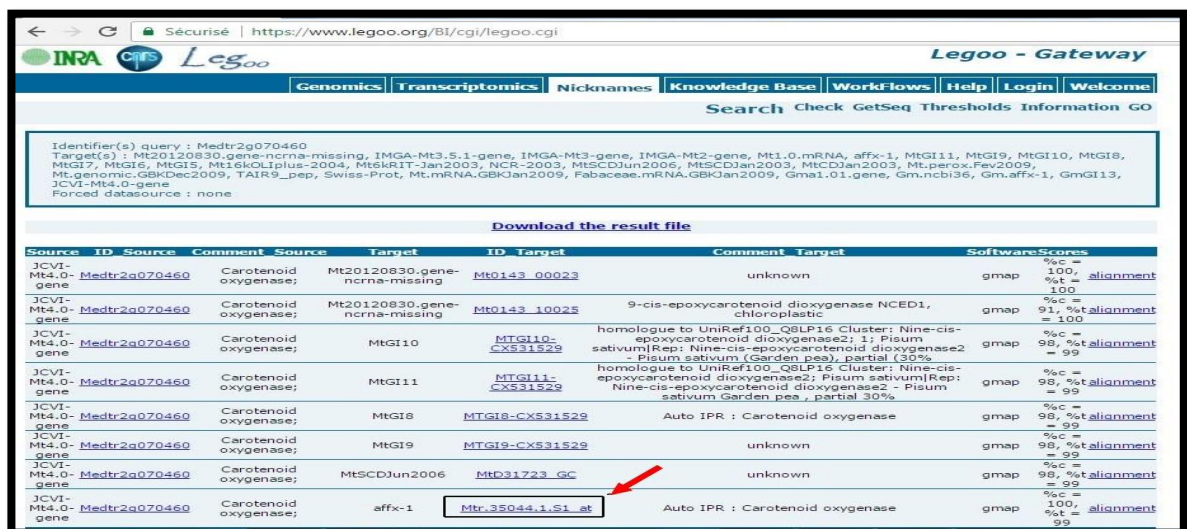 Sécurisé | https://www.legoo.org/BI/cgi/legoo.cgi
INRA cnrs Legoo Legoo - Gateway
Genomics Transcriptomics Nicknames Knowledge Base WorkFlows Help Login Welcome
Search Check GetSeq Thresholds Information GO
Identifier(s) query : Medtr2g070460
Target(s) : Mt20120830.gene-ncrna-missing, IMGA-Mt3.5.1-gene, IMGA-Mt3-gene, IMGA-Mt2-gene, Mt1.0.mRNA, affx-1, MtGI11, MtGI9, MtGI10, MtGI8,
MtGI7, MtGI6, MtGI5, Mt16kOLIplus-2004, Mt6kRIT-Jan2003, NCR-2003, MtSCDJun2006, MtSCDJan2003, MtCDJan2003, Mt.perox.Fev2009,
Mt.genomic.GBKDec2009, TAIR9_pep, Swiss-Prot, Mt.mRNA.GBKJan2009, Fabaceae.mRNA.GBKJan2009, Gma1.01.gene, Gm.ncbi36, Gm.affx-1, GmGI13,
JCVI-Mt4.0-gene
Forced datasource : none
Download the result file
Source ID_Source Comment_Source Target ID_Target Comment_Target Software Scores
JCVI-Mt4.0-gene Medtr2g070460 Carotenoid oxygenase; Mt20120830.gene-ncrna-missing Mt0143_00023 unknown gmap %c = 100, %t = 100 alignment
JCVI-Mt4.0-gene Medtr2g070460 Carotenoid oxygenase; Mt20120830.gene-ncrna-missing Mt0143_10025 9-cis-epoxycarotenoid dioxygenase NCED1, chloroplastic gmap %c = 91, %t = 100 alignment
JCVI-Mt4.0-gene Medtr2g070460 Carotenoid oxygenase; MtGI10 MTGI10-CX531529 homologue to UniRef100_Q8LP16 Cluster: Nine-cis-epoxycarotenoid dioxygenase2; 1; Pisum sativum|Rep: Nine-cis-epoxycarotenoid dioxygenase2 - Pisum sativum (Garden pea), partial (30% gmap %c = 98, %t = 99 alignment
JCVI-Mt4.0-gene Medtr2g070460 Carotenoid oxygenase; MtGI11 MTGI11-CX531529 homologue to UniRef100_Q8LP16 Cluster: Nine-cis-epoxycarotenoid dioxygenase2; Pisum sativum|Rep: Nine-cis-epoxycarotenoid dioxygenase2 - Pisum sativum Garden pea , partial 30% gmap %c = 98, %t = 99 alignment
JCVI-Mt4.0-gene Medtr2g070460 Carotenoid oxygenase; MtGI8 MTGI8-CX531529 Auto IPR : Carotenoid oxygenase gmap %c = 98, %t = 99 alignment
JCVI-Mt4.0-gene Medtr2g070460 Carotenoid oxygenase; MtGI9 MTGI9-CX531529 unknown gmap %c = 98, %t = 99 alignment
JCVI-Mt4.0-gene Medtr2g070460 Carotenoid oxygenase; MtSCDJun2006 MtD31723_GC unknown gmap %c = 98, %t = 99 alignment
JCVI-Mt4.0-gene Medtr2g070460 Carotenoid oxygenase; affx-1 Mtr.35044.1.S1_at Auto IPR : Carotenoid oxygenase gmap %c = 100, %t = 99 alignment